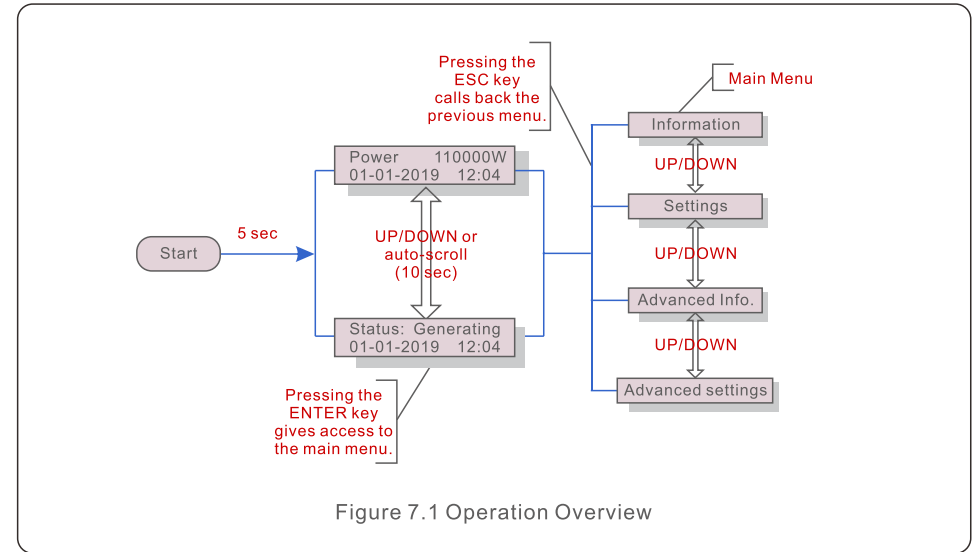 Pressing the
ESC key
calls back the
previous menu.
Main Menu
Information
Power 110000W
01-01-2019 12:04
UP/DOWN
Settings
5 sec
Start
UP/DOWN or
auto-scroll
(10 sec)
UP/DOWN
Advanced Info.
Status: Generating
01-01-2019 12:04
UP/DOWN
Advanced settings
Pressing the
ENTER key
gives access to
the main menu.
Figure 7.1 Operation Overview